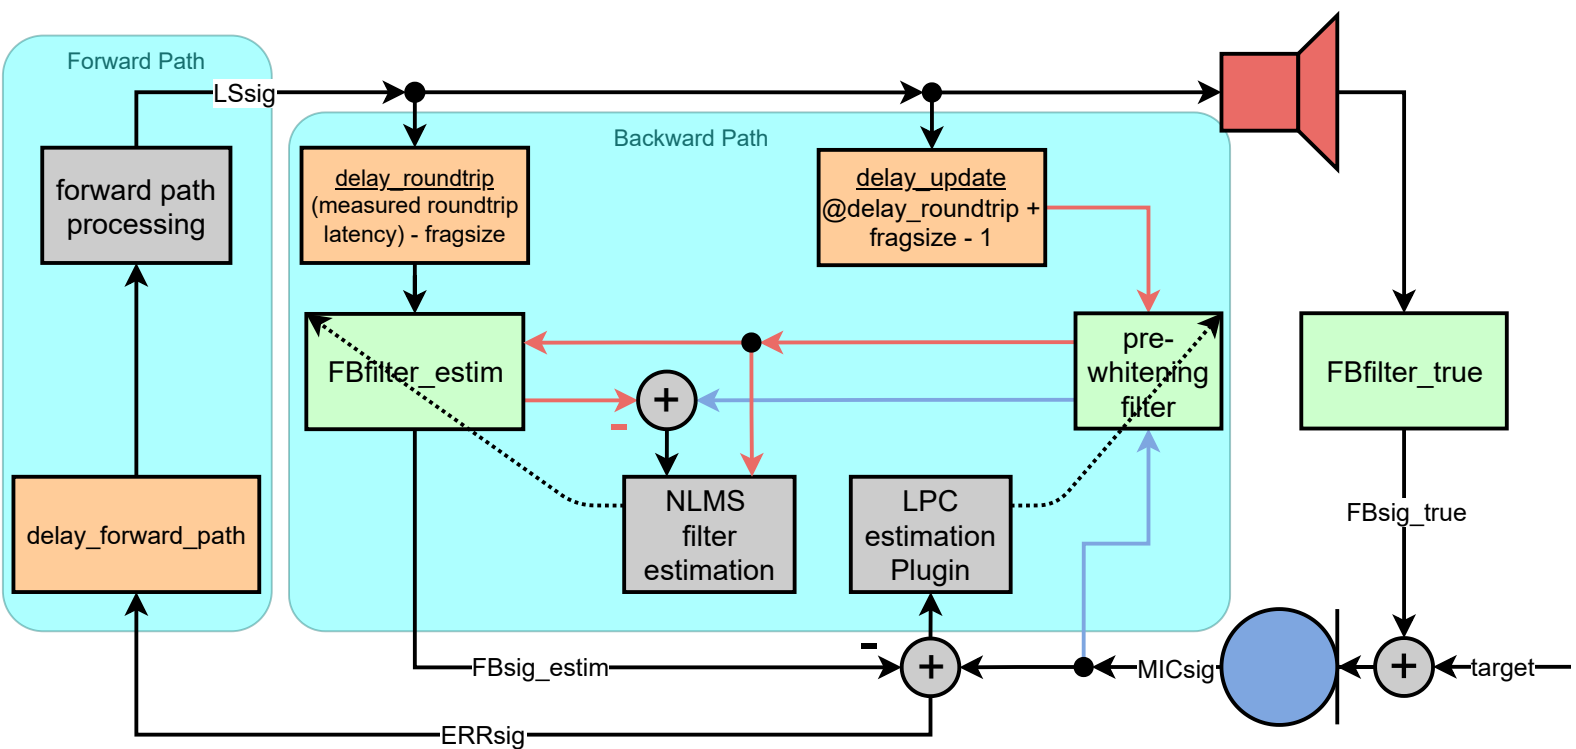 Forward Path
LSsig
forward path
processing
delay_forward_path
Backward Path
delay_roundtrip
(measured roundtrip
latency) - fragsize
delay_update
@delay_roundtrip +
fragsize - 1
FBfilter_estim
+
-
pre-
whitening
filter
FBfilter_true
NLMS
filter
estimation
LPC
estimation
Plugin
FBsig_true
-
+
FBsig_estim
MICsig
+
target
ERRsig